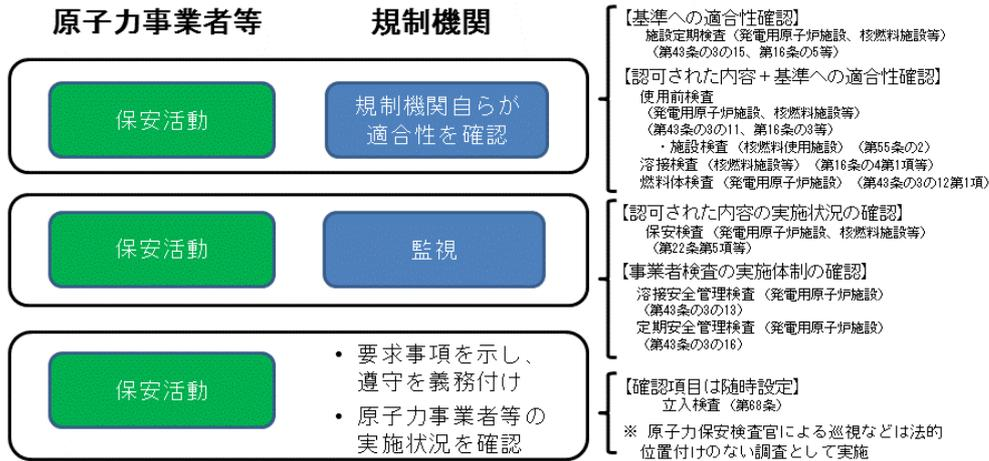 原子力事業者等
規制機関
保安活動
規制機関自らが
適合性を確認
【基準への適合性確認】
施設定期検査（発電用原子炉施設、核燃料施設等）
（第43条の3の15、第16条の5等）
【認可された内容＋基準への適合性確認】
使用前検査
（発電用原子炉施設、核燃料施設等）
（第43条の3の11、第16条の3等）
・施設検査（核燃料使用施設）（第55条の2）
溶接検査（核燃料施設等）（第16条の4第1項等）
燃料体検査（発電用原子炉施設）（第43条の3の12第1項）
保安活動
監視
【認可された内容の実施状況の確認】
保安検査（発電用原子炉施設、核燃料施設等）
（第22条第5項等）
【事業者検査の実施体制の確認】
溶接安全管理検査（発電用原子炉施設）
（第43条の3の13）
定期安全管理検査（発電用原子炉施設）
（第43条の3の16）
保安活動
• 要求事項を示し、
遵守を義務付け
• 原子力事業者等の
実施状況を確認
【確認項目は随時設定】
立入検査（第68条）
※ 原子力保安検査官による巡視などは法的
位置付けのない調査として実施